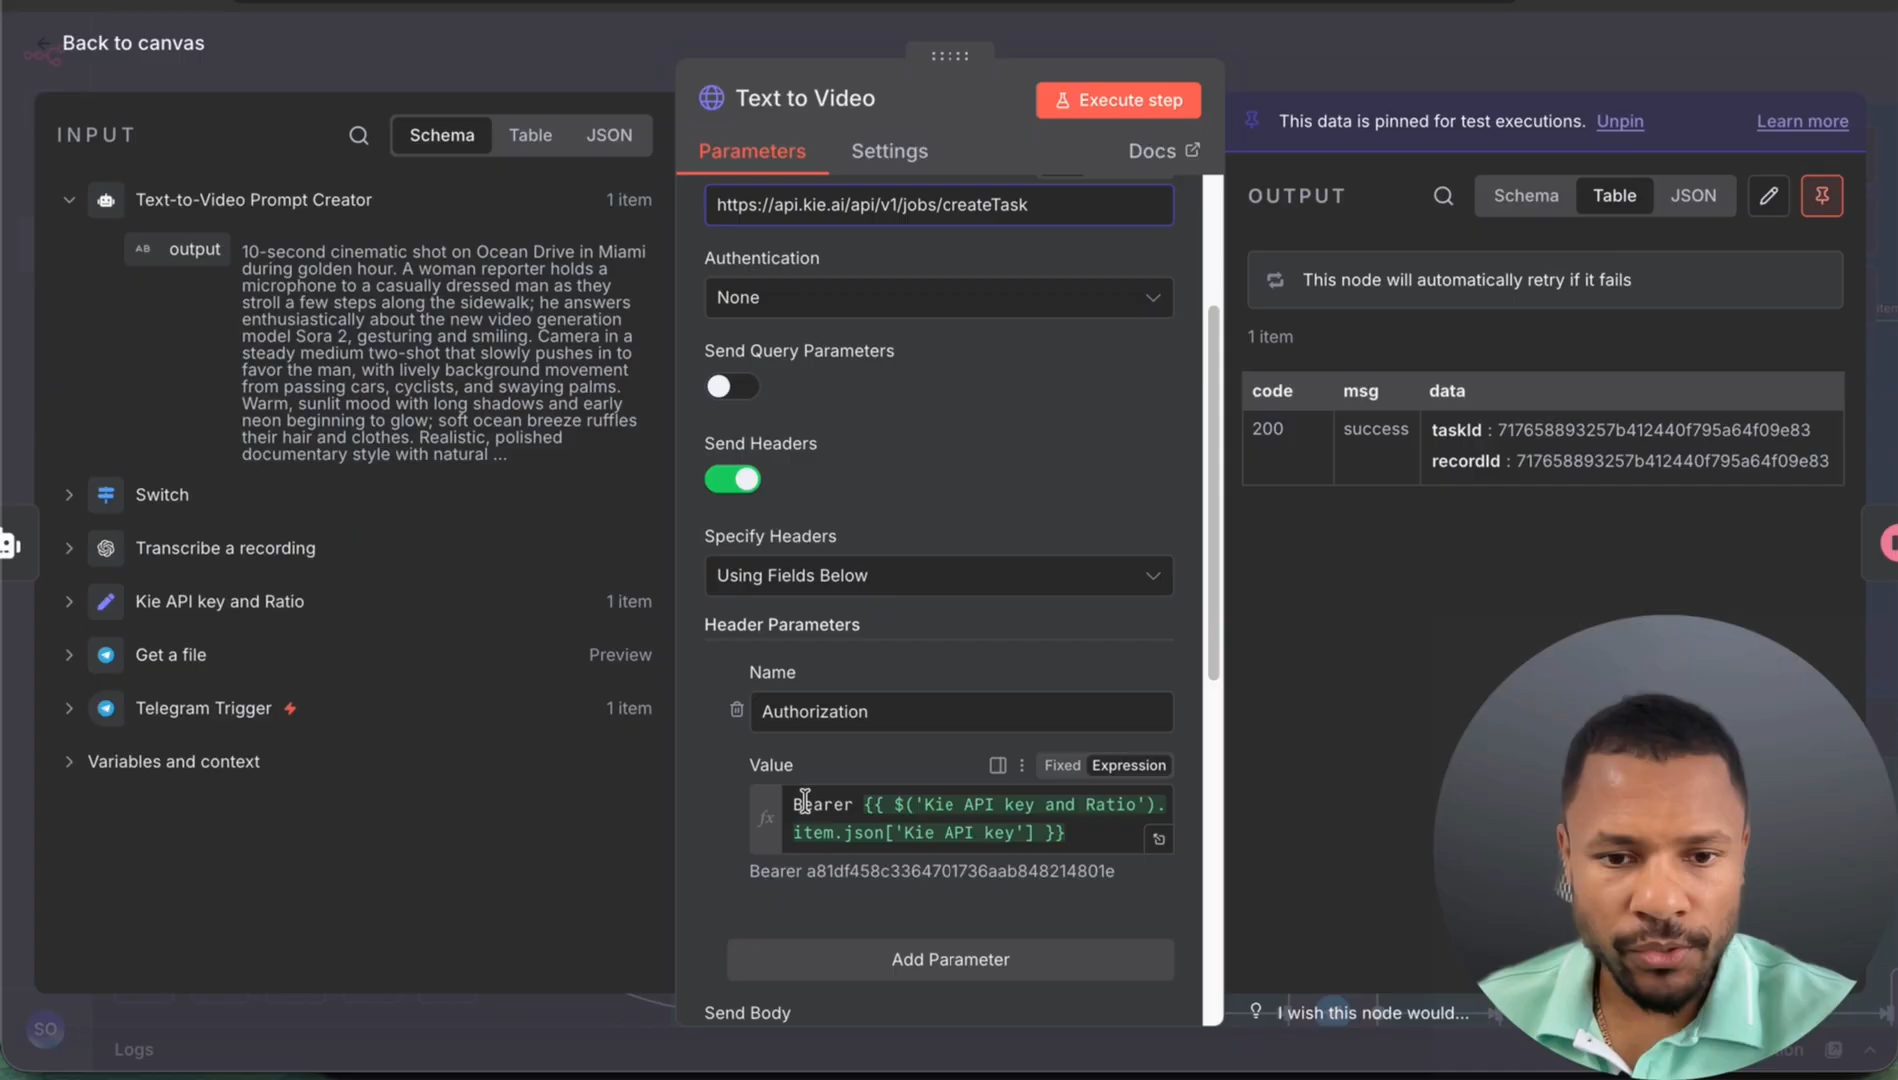 Back to canvas
INPUT
Schema
Table
JSON
Text-to-Video Prompt Creator
1 item
AB
output
10-second cinematic shot on Ocean Drive in Miami
during golden hour. A woman reporter holds a
microphone to a casually dressed man as they
stroll a few steps along the sidewalk; he answers
enthusiastically about the new video generation
model Sora 2, gesturing and smiling. Camera in a
steady medium two-shot that slowly pushes in to
favor the man, with lively background movement
from passing cars, cyclists, and swaying palms.
Warm, sunlit mood with long shadows and early
neon beginning to glow; soft ocean breeze ruffles
their hair and clothes. Realistic, polished
documentary style with natural ...
Switch
Transcribe a recording
Kie API key and Ratio
1 item
Get a file
Preview
Telegram Trigger
1 item
Variables and context
SO
Logs
Text to Video
Execute step
Parameters
Settings
Docs
https://api.kie.ai/api/v1/jobs/createTask
Authentication
None
Send Query Parameters
Send Headers
Specify Headers
Using Fields Below
Header Parameters
Name
Authorization
Value
Fixed
Expression
fx
Bearer {{ $('Kie API key and Ratio').
item.json['Kie API key'] }}
Bearer a81df458c3364701736aab848214801e
Add Parameter
Send Body
This data is pinned for test executions. Unpin
Learn more
OUTPUT
Schema
Table
JSON
This node will automatically retry if it fails
1 item
code
msg
data
200
success
taskId : 717658893257b412440f795a64f09e83
recordId : 717658893257b412440f795a64f09e83
I wish this node would...